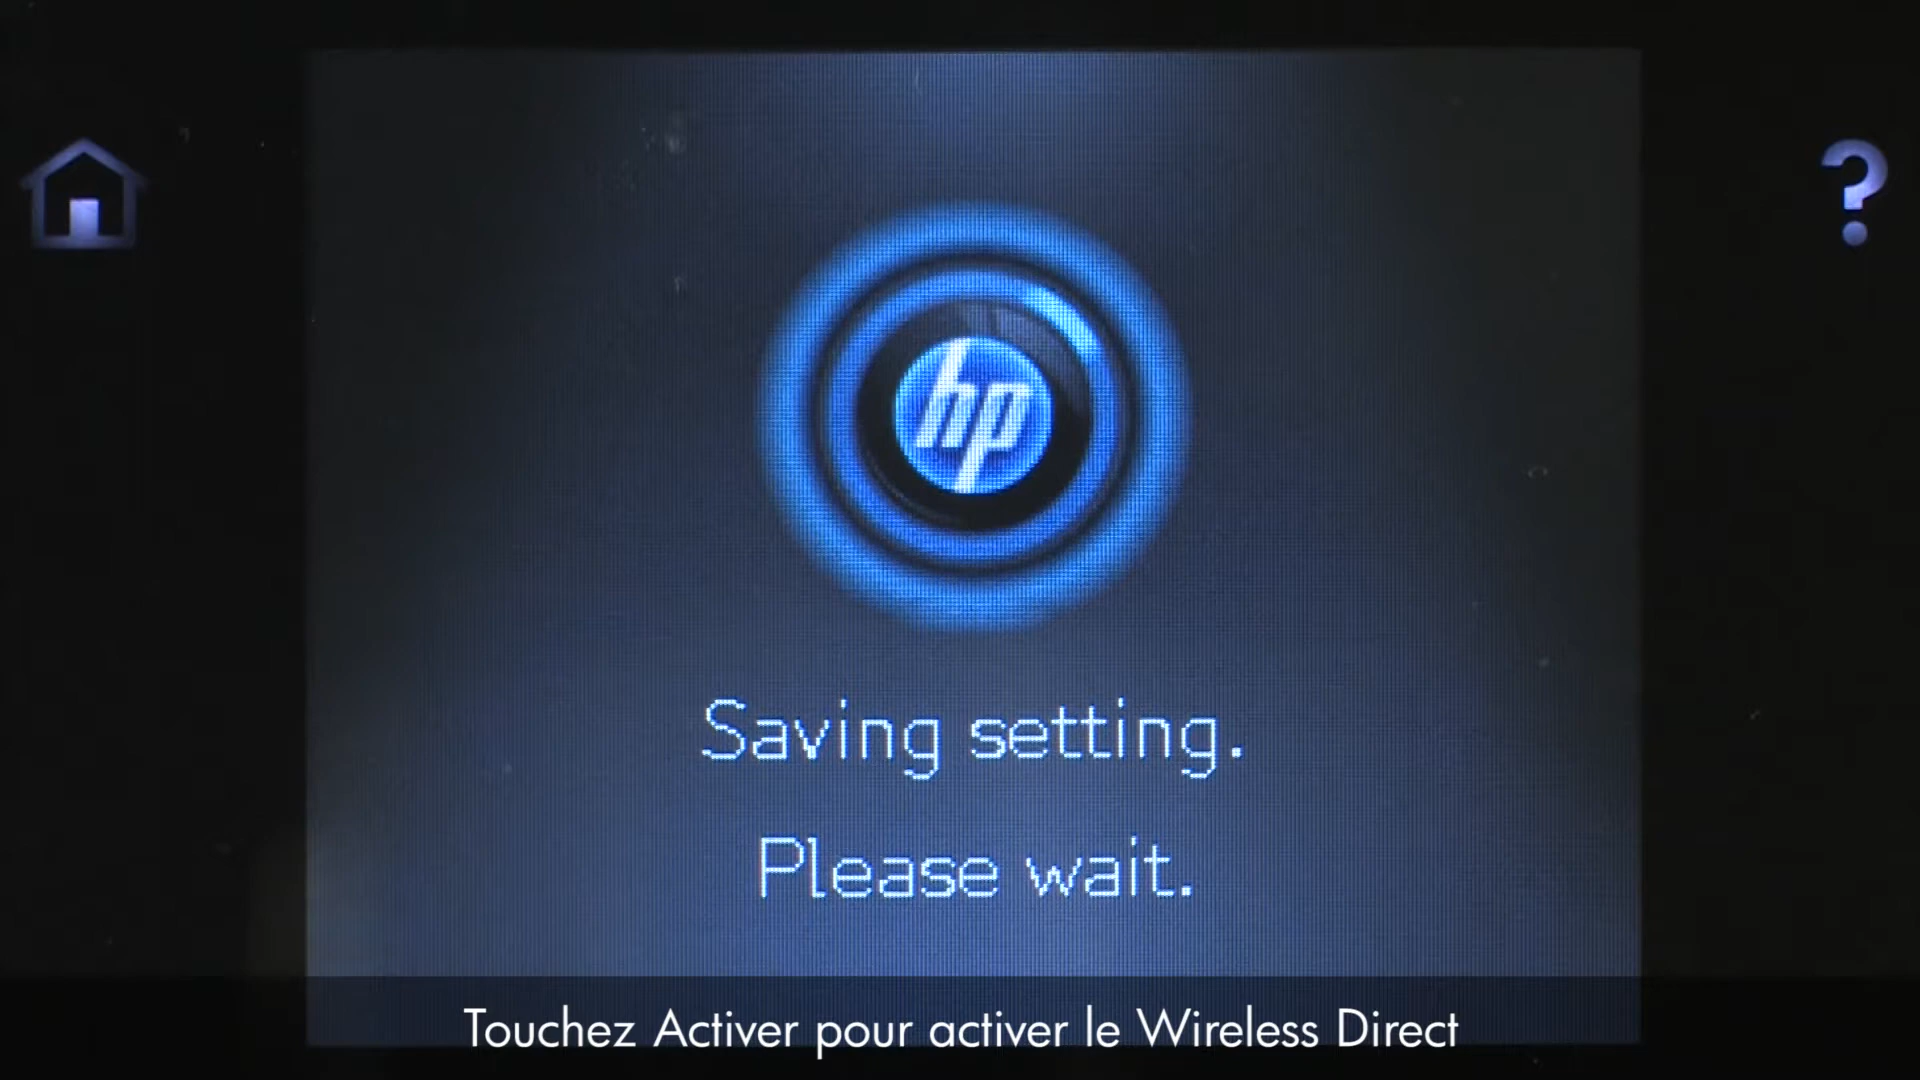 hp
Saving setting.
Please wait.
Touchez Activer pour activer le Wireless Direct